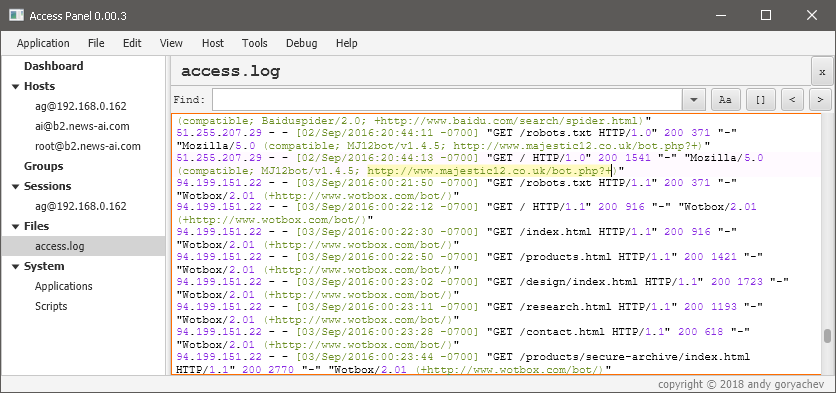 Access Panel 0.00.3
Application File Edit View Host Tools Debug Help
Dashboard
Hosts
ag@192.168.0.162
ai@b2.news-ai.com
root@b2.news-ai.com
Groups
Sessions
ag@192.168.0.162
Files
access.log
System
Applications
Scripts
access.log x
Find: Aa [] < >
(compatible; Baiduspider/2.0; +http://www.baidu.com/search/spider.html)"
51.255.207.29 - - [02/Sep/2016:20:44:11 -0700] "GET /robots.txt HTTP/1.0" 200 371 "-"
"Mozilla/5.0 (compatible; MJ12bot/v1.4.5; http://www.majestic12.co.uk/bot.php?+)"
51.255.207.29 - - [02/Sep/2016:20:44:13 -0700] "GET / HTTP/1.0" 200 1541 "-" "Mozilla/5.0
(compatible; MJ12bot/v1.4.5; http://www.majestic12.co.uk/bot.php?+)"
94.199.151.22 - - [03/Sep/2016:00:21:50 -0700] "GET /robots.txt HTTP/1.1" 200 371 "-"
"Wotbox/2.01 (+http://www.wotbox.com/bot/)"
94.199.151.22 - - [03/Sep/2016:00:22:12 -0700] "GET / HTTP/1.1" 200 916 "-" "Wotbox/2.01
(+http://www.wotbox.com/bot/)"
94.199.151.22 - - [03/Sep/2016:00:22:30 -0700] "GET /index.html HTTP/1.1" 200 916 "-"
"Wotbox/2.01 (+http://www.wotbox.com/bot/)"
94.199.151.22 - - [03/Sep/2016:00:22:50 -0700] "GET /products.html HTTP/1.1" 200 1421 "-"
"Wotbox/2.01 (+http://www.wotbox.com/bot/)"
94.199.151.22 - - [03/Sep/2016:00:23:02 -0700] "GET /design/index.html HTTP/1.1" 200 1723 "-"
"Wotbox/2.01 (+http://www.wotbox.com/bot/)"
94.199.151.22 - - [03/Sep/2016:00:23:11 -0700] "GET /research.html HTTP/1.1" 200 1193 "-"
"Wotbox/2.01 (+http://www.wotbox.com/bot/)"
94.199.151.22 - - [03/Sep/2016:00:23:28 -0700] "GET /contact.html HTTP/1.1" 200 618 "-"
"Wotbox/2.01 (+http://www.wotbox.com/bot/)"
94.199.151.22 - - [03/Sep/2016:00:23:44 -0700] "GET /products/secure-archive/index.html
HTTP/1.1" 200 2770 "-" "Wotbox/2.01 (+http://www.wotbox.com/bot/)"
copyright © 2018 andy goryachev